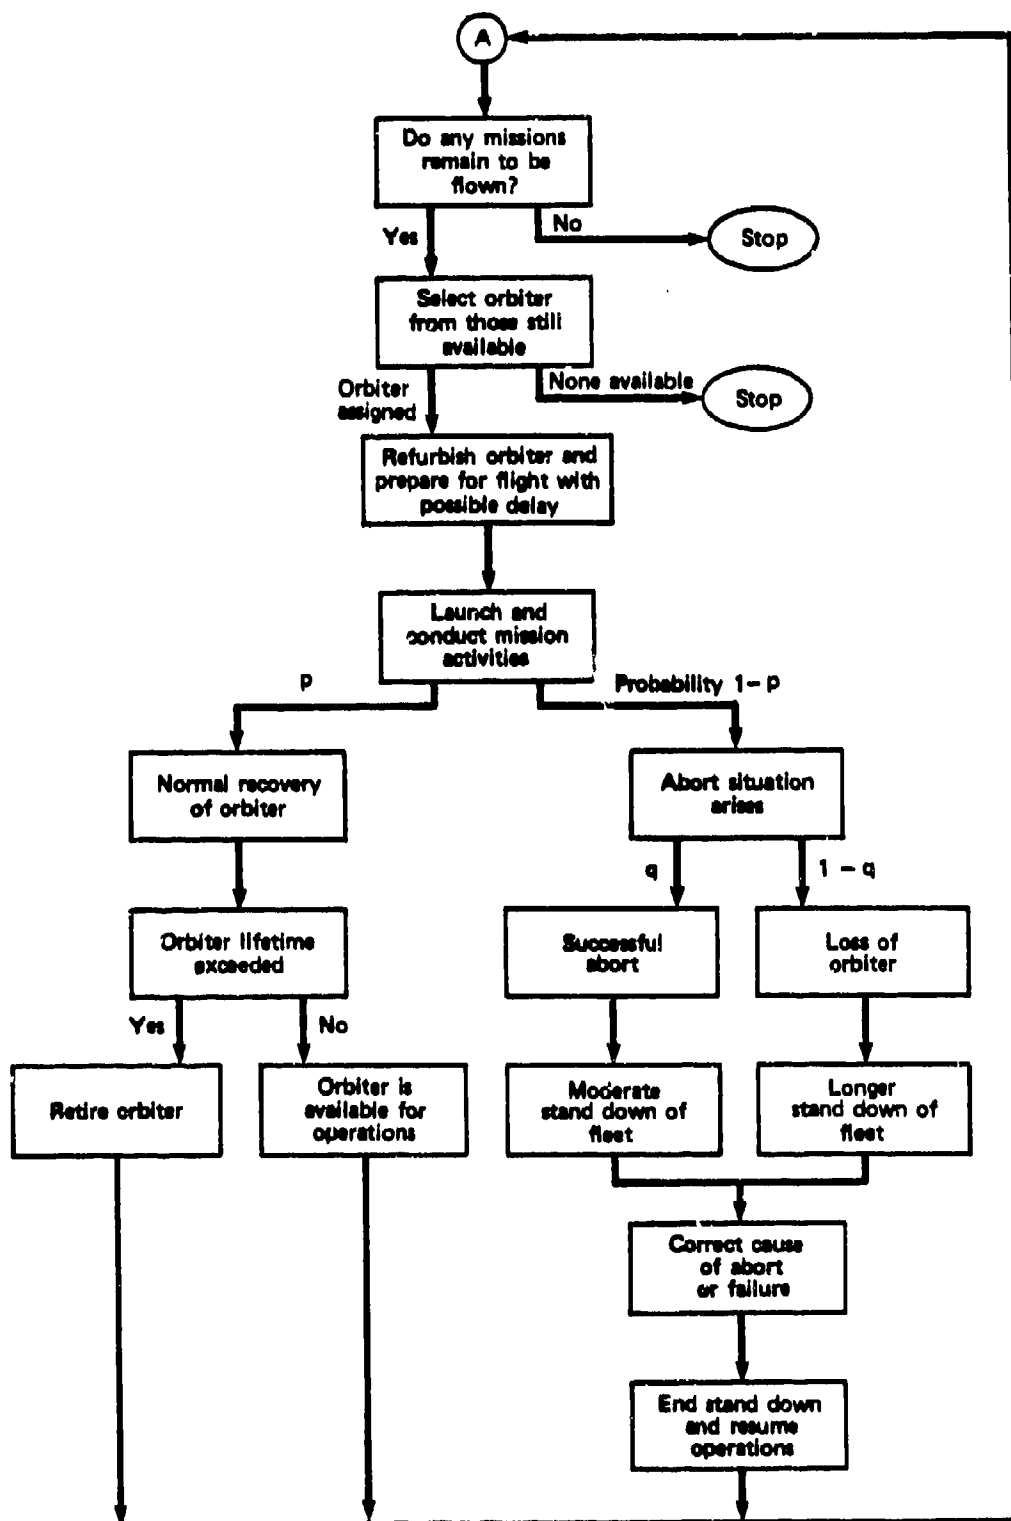 A
Do any missions
remain to be
flown?
Yes
No
Stop
Select orbiter
from those still
available
Orbiter
assigned
None available
Stop
Refurbish orbiter and
prepare for flight with
possible delay
Launch and
conduct mission
activities
p
Probability 1-p
Normal recovery
of orbiter
Abort situation
arises
q
1 - q
Orbiter lifetime
exceeded
Successful
abort
Loss of
orbiter
Yes
No
Retire orbiter
Orbiter is
available for
operations
Moderate
stand down of
fleet
Longer
stand down of
fleet
Correct cause
of abort
or failure
End stand down
and resume
operations